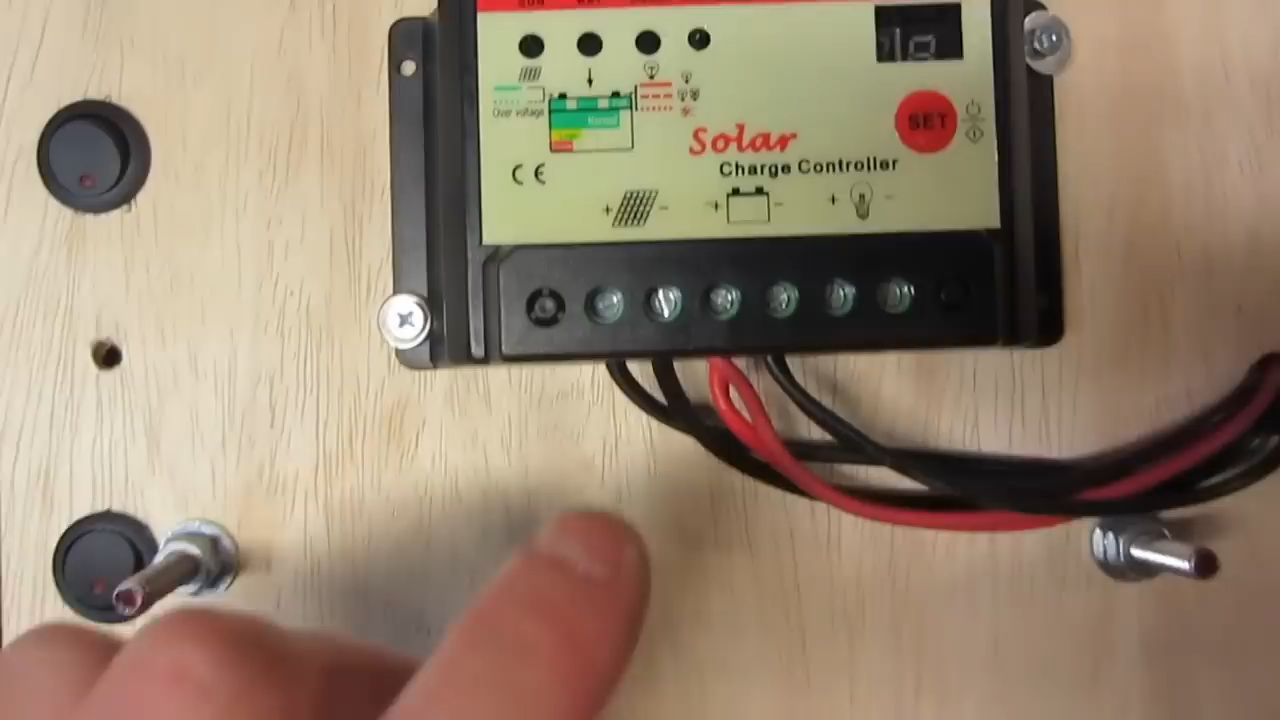 Over voltage
Normal
SET
Solar
Charge Controller
CE
+ -
+ -
+ -